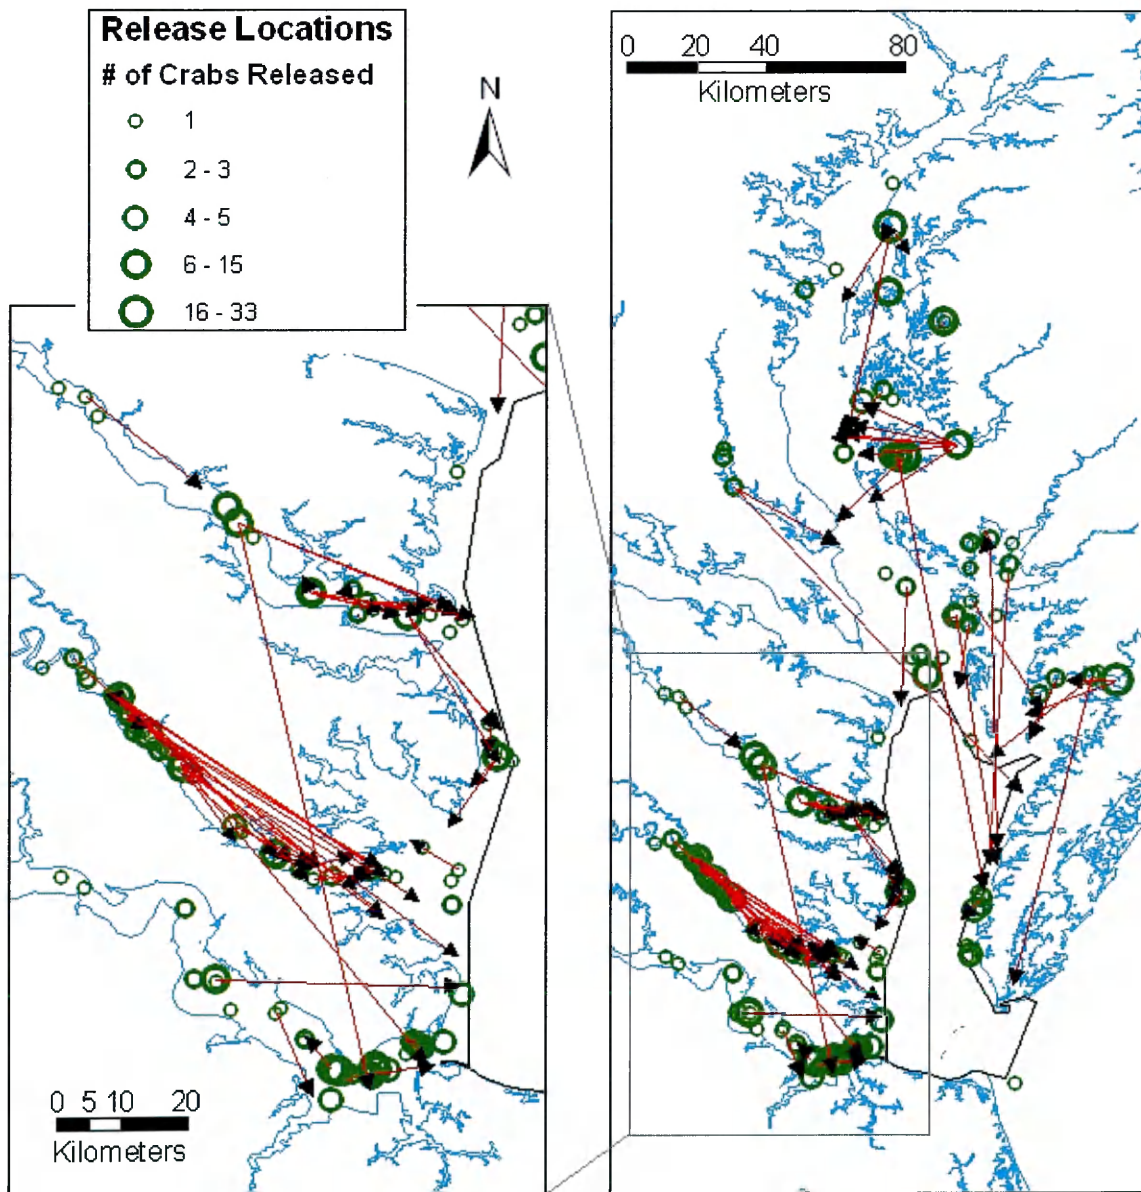 Release Locations
# of Crabs Released
1
2 - 3
4 - 5
6 - 15
16 - 33
N
0 20 40 80
Kilometers
0 5 10 20
Kilometers